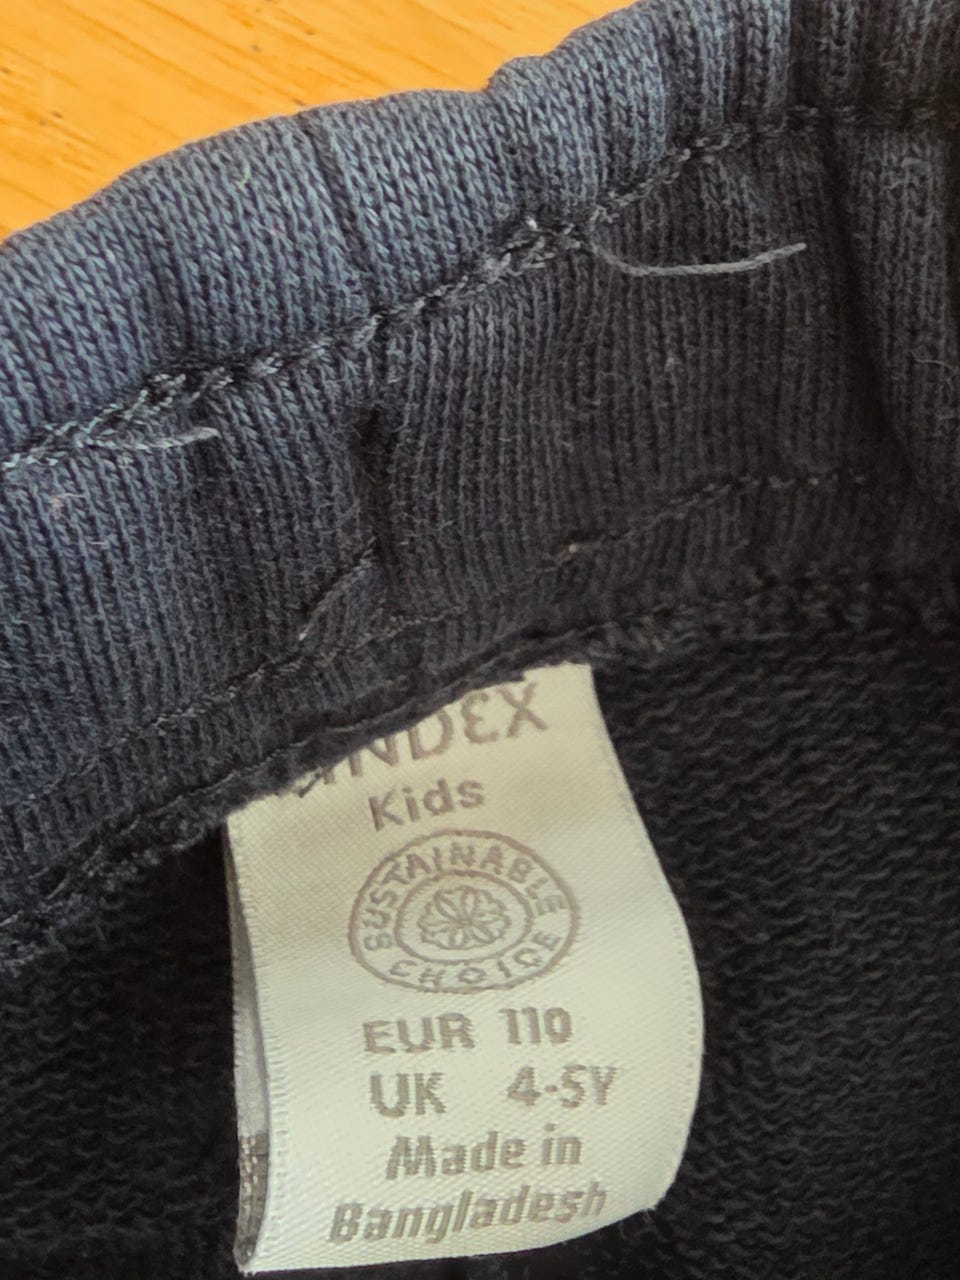 INDEX
Kids
SUSTAINABLE
CHOICE
EUR 110
UK 4-5Y
Made in
Bangladesh